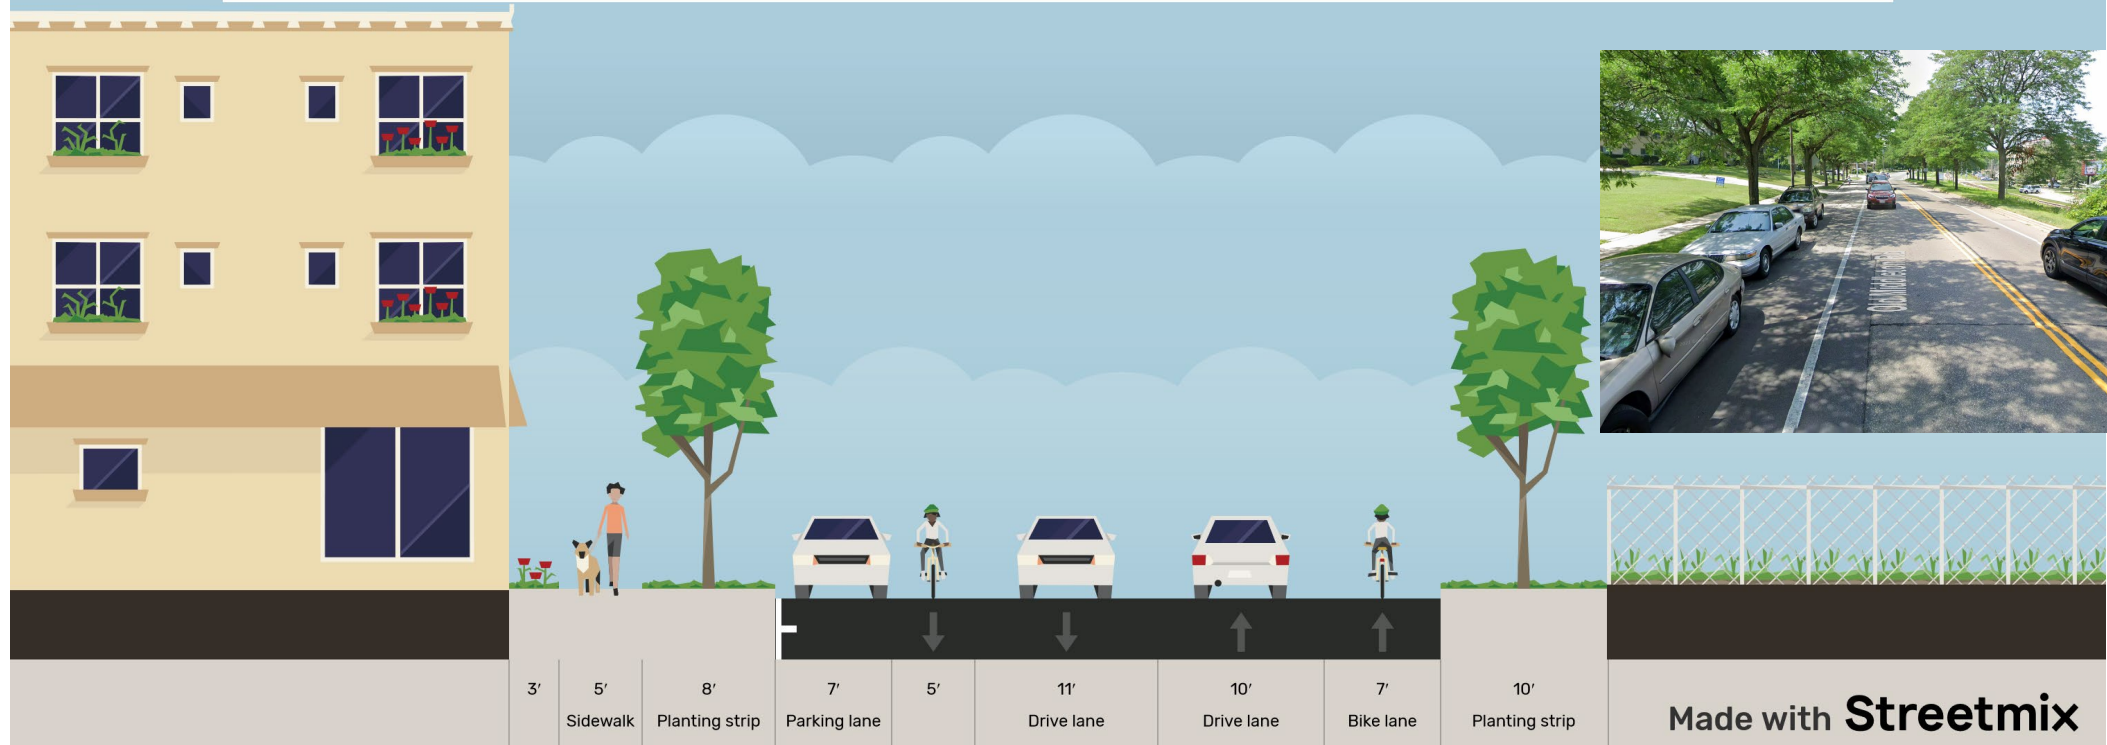 3′
5′
8′
7′
5′
11′
10′
7′
10′
Sidewalk
Planting strip
Parking lane
Drive lane
Drive lane
Bike lane
Planting strip
Made with Streetmix